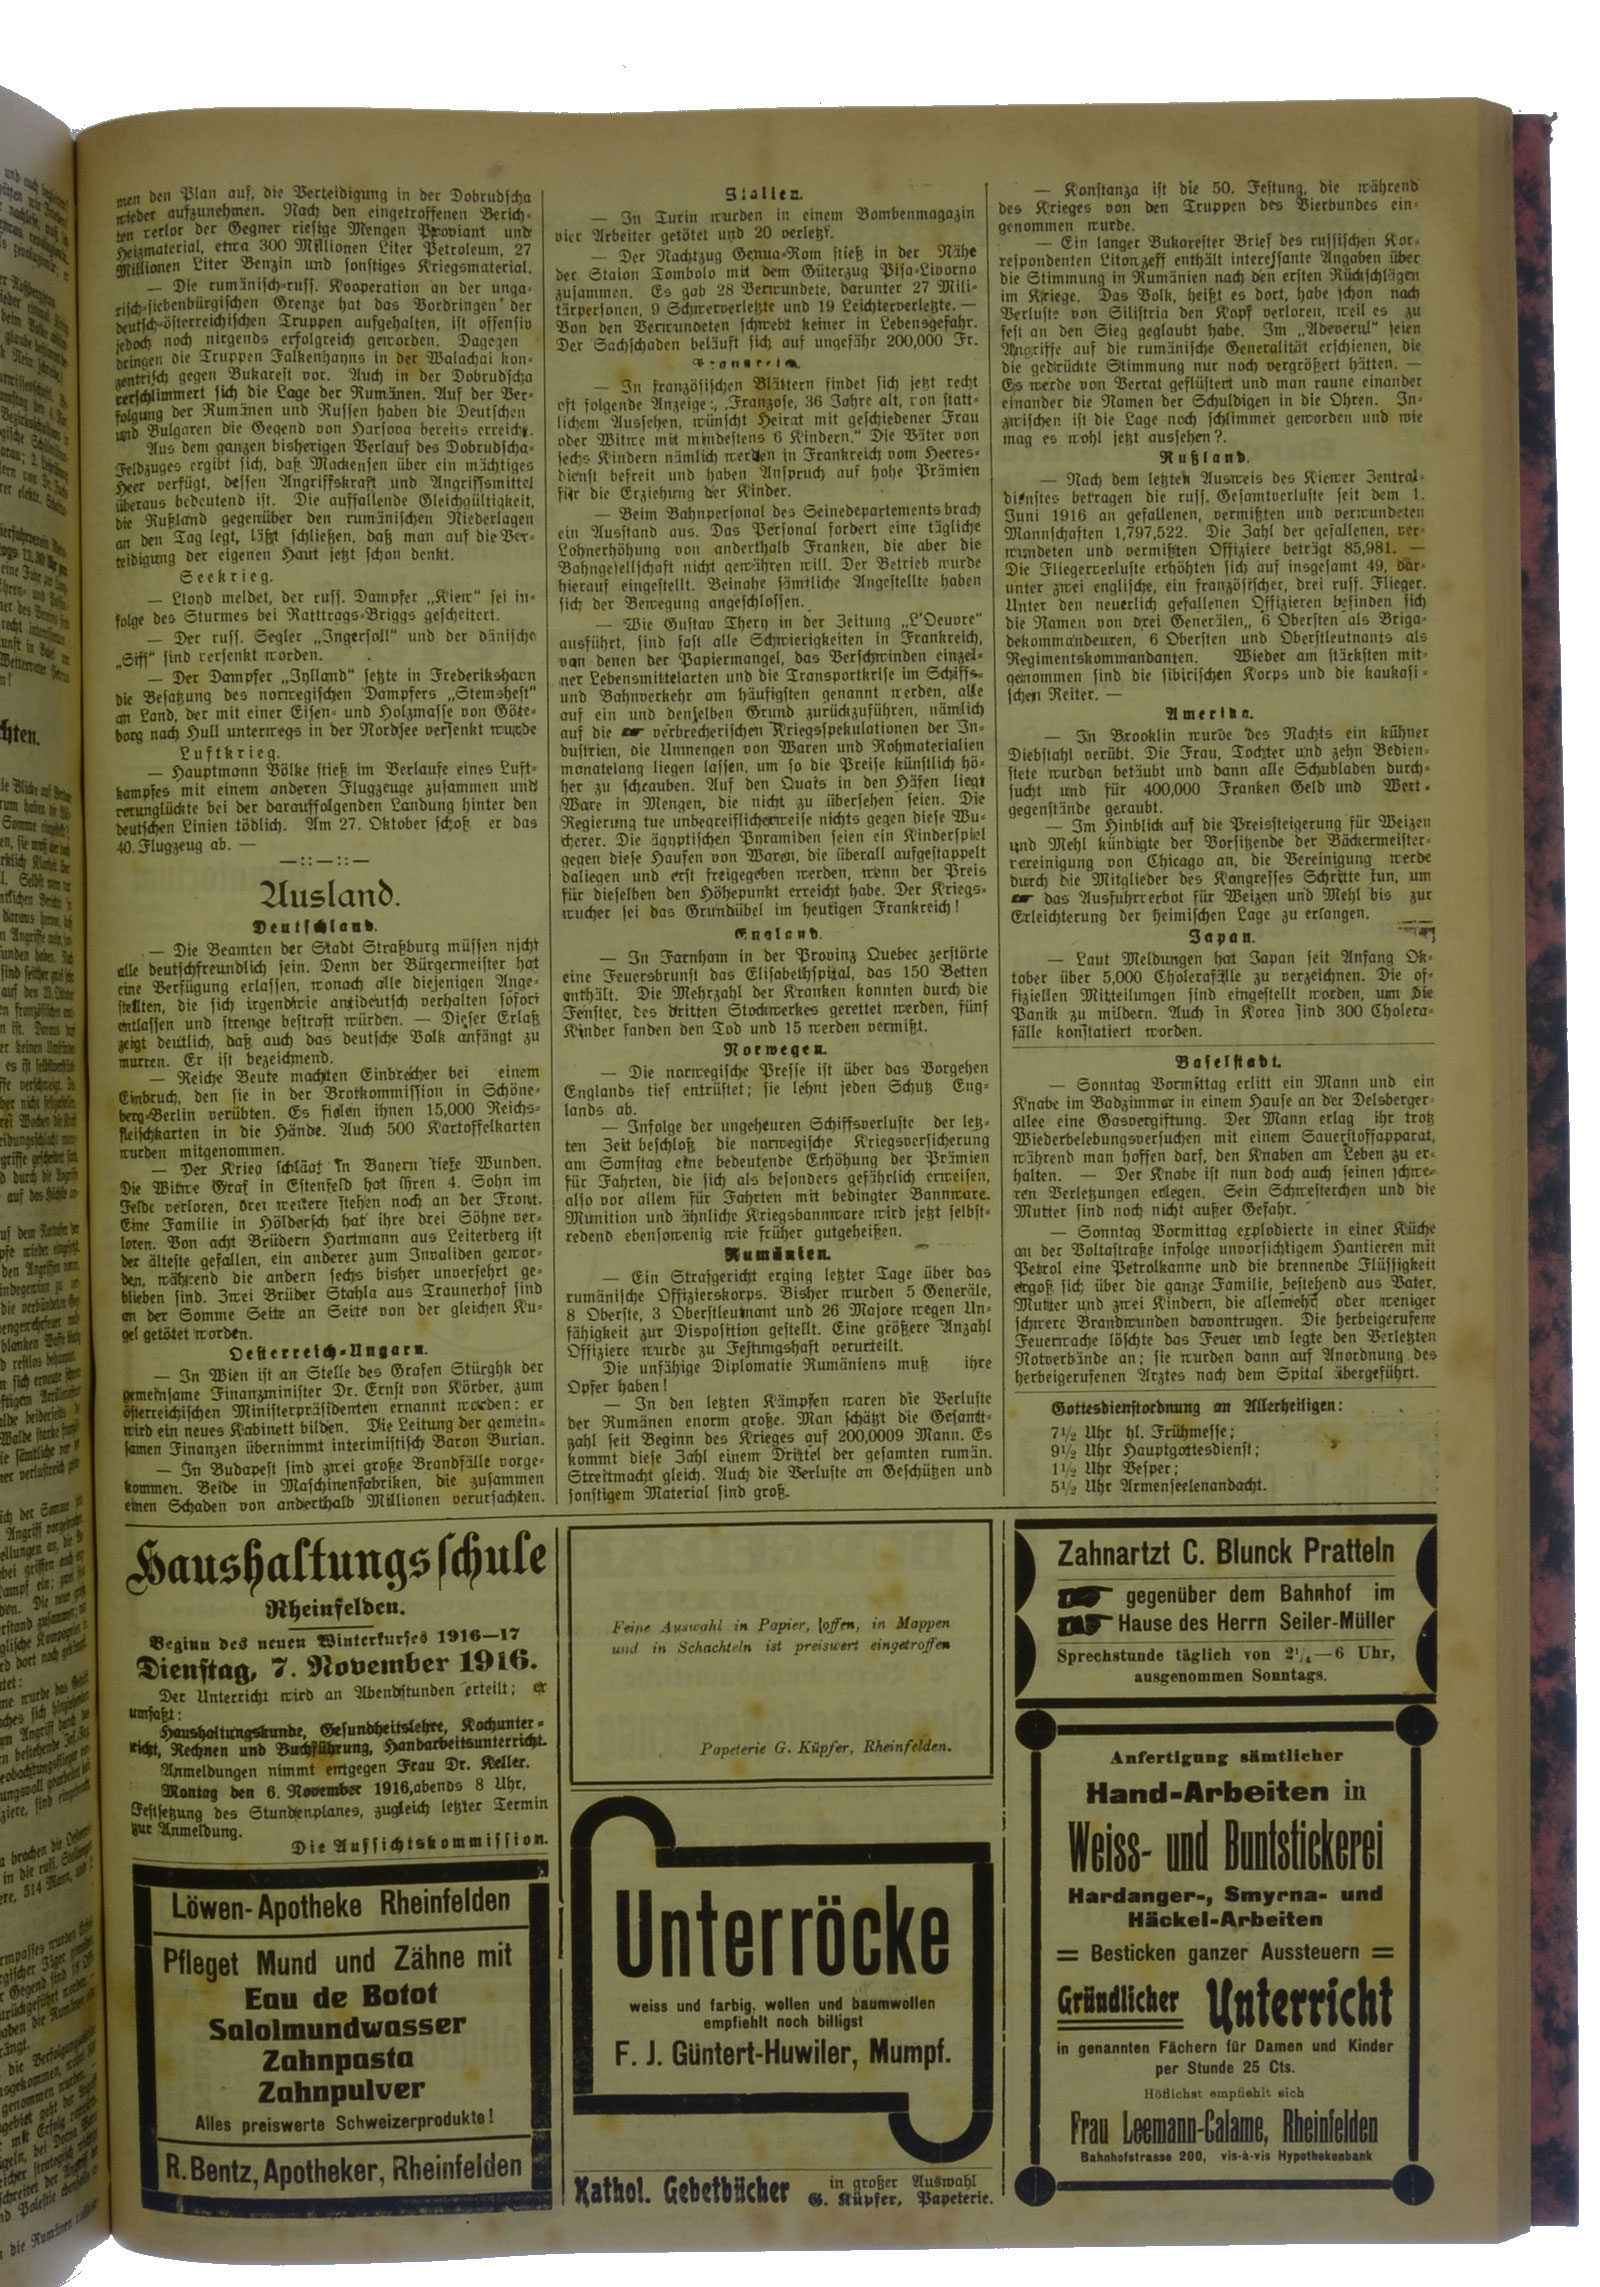 men den Plan auf, die Verteidigung in der Dobrudscha
wieder aufzunehmen. Nach den eingetroffenen Berich-
ten verlor der Gegner riesige Mengen Proviant und
Heizmaterial, etwa 300 Millionen Liter Petroleum, 27
Millionen Liter Benzin und sonstiges Kriegsmaterial.
— Die rumänisch-russ. Kooperation an der unga-
risch-siebenbürgischen Grenze hat das Vordringen der
deutsch-österreichischen Truppen aufgehalten, ist offensiv
jedoch noch nirgends erfolgreich geworden. Dagegen
dringen die Truppen Falkenhayns in der Walachai kon-
zentrisch gegen Bukarest vor. Auch in der Dobrudscha
verschlimmert sich die Lage der Rumänen. Auf der Ver-
folgung der Rumänen und Russen haben die Deutschen
und Bulgaren die Gegend von Harsova bereits erreicht.
Aus dem ganzen bisherigen Verlauf des Dobrudscha-
Feldzuges ergibt sich, daß Mackensen über ein mächtiges
Heer verfügt, dessen Angriffskraft und Angriffsmittel
überaus bedeutend ist. Die auffallende Gleichgültigkeit,
die Rußland gegenüber den rumänischen Niederlagen
an den Tag legt, läßt schließen, daß man auf die Ver-
teidigung der eigenen Haut jetzt schon denkt.
Seekrieg.
— Lloyd meldet, der russ. Dampfer „Kiew“ sei in-
folge des Sturmes bei Rattrags-Briggs gescheitert.
— Der russ. Segler „Ingersoll“ und der dänische
„Siff“ sind versenkt worden.
— Der Dampfer „Jylland“ setzte in Frederikshavn
die Besatzung des norwegischen Dampfers „Stemshest“
an Land, der mit einer Eisen- und Holzmasse von Göte-
borg nach Hull unterwegs in der Nordsee versenkt wurde
Luftkrieg.
— Hauptmann Bölke stieß im Verlaufe eines Luft-
kampfes mit einem anderen Flugzeuge zusammen und
verunglückte bei der darauffolgenden Landung hinter den
deutschen Linien tödlich. Am 27. Oktober schoß er das
40. Flugzeug ab. —
—::—::—
Ausland.
Deutschland.
— Die Beamten der Stadt Straßburg müssen nicht
alle deutschfreundlich sein. Denn der Bürgermeister hat
eine Verfügung erlassen, wonach alle diejenigen Ange-
stellten, die sich irgendwie antideutsch verhalten sofort
entlassen und strenge bestraft würden. — Dieser Erlaß
zeigt deutlich, daß auch das deutsche Volk anfängt zu
murren. Er ist bezeichnend.
— Reiche Beute machten Einbrecher bei einem
Einbruch, den sie in der Brotkommission in Schöne-
berg-Berlin verübten. Es fielen ihnen 15,000 Reichs-
fleischkarten in die Hände. Auch 500 Kartoffelkarten
wurden mitgenommen.
— Der Krieg schlägt in Bayern tiefe Wunden.
Die Witwe Graf in Estenfeld hat ihren 4. Sohn im
Felde verloren, drei weitere stehen noch an der Front.
Eine Familie in Höldersch hat ihre drei Söhne ver-
loren. Von acht Brüdern Hartmann aus Leiterberg ist
der älteste gefallen, ein anderer zum Invaliden gewor-
den, während die andern sechs bisher unversehrt ge-
blieben sind. Zwei Brüder Stahla aus Traunerhof sind
an der Somme Seite an Seite von der gleichen Ku-
gel getötet worden.
Oesterreich-Ungarn.
— In Wien ist an Stelle des Grafen Stürghk der
gemeinsame Finanzminister Dr. Ernst von Körber, zum
österreichischen Ministerpräsidenten ernannt worden: er
wird ein neues Kabinett bilden. Die Leitung der gemein-
samen Finanzen übernimmt interimistisch Baron Burian.
— In Budapest sind zwei große Brandfälle vorge-
kommen. Beide in Maschinenfabriken, die zusammen
einen Schaden von anderthalb Millionen verursachten.
Italien.
— In Turin wurden in einem Bombenmagazin
vier Arbeiter getötet und 20 verletzt.
— Der Nachtzug Genua-Rom stieß in der Nähe
der Staion Tombolo mit dem Güterzug Pisa-Livorno
zusammen. Es gab 28 Verwundete, darunter 27 Mili-
tärpersonen, 9 Schwerverletzte und 19 Leichterverletzte. —
Von den Verwundeten schwebt keiner in Lebensgefahr.
Der Sachschaden beläuft sich auf ungefähr 200,000 Fr.
Frankreich.
— In französischen Blättern findet sich jetzt recht
oft folgende Anzeige: „Franzose, 36 Jahre alt, von statt-
lichem Aussehen, wünscht Heirat mit geschiedener Frau
oder Witwe mit mindestens 6 Kindern.“ Die Väter von
sechs Kindern nämlich werden in Frankreich vom Heeres-
dienst befreit und haben Anspruch auf hohe Prämien
für die Erziehung der Kinder.
— Beim Bahnpersonal des Seinedepartements brach
ein Ausstand aus. Das Personal fordert eine tägliche
Lohnerhöhung von anderthalb Franken, die aber die
Bahngesellschaft nicht gewähren will. Der Betrieb wurde
hierauf eingestellt. Beinahe sämtliche Angestellte haben
sich der Bewegung angeschlossen.
— Wie Gustav Thery in der Zeitung „L'Oeuvre“
ausführt, sind fast alle Schwierigkeiten in Frankreich,
von denen der Papiermangel, das Verschwinden einzel-
ner Lebensmittelarten und die Transportkrise im Schiffs-
und Bahnverkehr am häufigsten genannt werden, alle
auf ein und denselben Grund zurückzuführen, nämlich
auf die ☛ verbrecherischen Kriegsspekulationen der In-
dustrien, die Unmengen von Waren und Rohmaterialien
monatelang liegen lassen, um so die Preise künstlich hö-
her zu schrauben. Auf den Quais in den Häfen liegt
Ware in Mengen, die nicht zu übersehen seien. Die
Regierung tue unbegreiflicherweise nichts gegen diese Wu-
cherer. Die ägyptischen Pyramiden seien ein Kinderspiel
gegen diese Haufen von Waren, die überall aufgestappelt
daliegen und erst freigegeben werden, wenn der Preis
für dieselben den Höhepunkt erreicht habe. Der Kriegs-
wucher sei das Grundübel im heutigen Frankreich!
England.
— In Farnham in der Provinz Quebec zerstörte
eine Feuersbrunst das Elisabethspital, das 150 Betten
enthält. Die Mehrzahl der Kranken konnten durch die
Fenster, des dritten Stockwerkes gerettet werden, fünf
Kinder fanden den Tod und 15 werden vermißt.
Norwegen.
— Die norwegische Presse ist über das Vorgehen
Englands tief entrüstet; sie lehnt jeden Schutz Eng-
lands ab.
— Infolge der ungeheuren Schiffsverluste der letz-
ten Zeit beschloß die norwegische Kriegsversicherung
am Samstag eine bedeutende Erhöhung der Prämien
für Fahrten, die sich als besonders gefährlich erweisen,
also vor allem für Fahrten mit bedingter Bannware.
Munition und ähnliche Kriegsbannware wird jetzt selbst-
redend ebensowenig wie früher gutgeheißen.
Rumänien.
— Ein Strafgericht erging letzter Tage über das
rumänische Offizierskorps. Bisher wurden 5 Generäle,
8 Oberste, 3 Oberstleutnant und 26 Majore wegen Un-
fähigkeit zur Disposition gestellt. Eine größere Anzahl
Offiziere wurde zu Festungshaft verurteilt.
Die unfähige Diplomatie Rumäniens muß ihre
Opfer haben!
— In den letzten Kämpfen waren die Verluste
der Rumänen enorm große. Man schätzt die Gesamt-
zahl seit Beginn des Krieges auf 200,0009 Mann. Es
kommt diese Zahl einem Drittel der gesamten rumän.
Streitmacht gleich. Auch die Verluste an Geschützen und
sonstigem Material sind groß.
— Konstanza ist die 50. Festung, die während
des Krieges von den Truppen des Vierbundes ein-
genommen wurde.
— Ein langer Bukarester Brief des russischen Kor-
respondenten Litowzeff enthält interessante Angaben über
die Stimmung in Rumänien nach den ersten Rückschlägen
im Kriege. Das Volk, heißt es dort, habe schon nach
Verluste von Silistria den Kopf verloren, weil es zu
fest an den Sieg geglaubt habe. Im „Adeverul“ seien
Angriffe auf die rumänische Generalität erschienen, die
die gedrückte Stimmung nur noch vergrößert hätten. —
Es werde von Verrat geflüstert und man raune einander
einander die Namen der Schuldigen in die Ohren. In-
zwischen ist die Lage noch schlimmer geworden und wie
mag es wohl jetzt aussehen?.
Rußland.
— Nach dem letzten Ausweis des Kiewer Zentral-
dienstes betragen die russ. Gesamtverluste seit dem 1.
Juni 1916 an gefallenen, vermißten und verwundeten
Mannschaften 1,797,522. Die Zahl der gefallenen, ver-
wundeten und vermißten Offiziere beträgt 85,981. —
Die Fliegerverluste erhöhten sich auf insgesamt 49, dar-
unter zwei englische, ein französischer, drei russ. Flieger.
Unter den neuerlich gefallenen Offizieren befinden sich
die Namen von drei Generälen„ 6 Obersten als Briga-
dekommandeuren, 6 Obersten und Oberstleutnants als
Regimentskommandanten. Wieder am stärksten mit-
genommen sind die sibirischen Korps und die kaukasi-
schen Reiter. —
Amerika.
— In Brooklin wurde des Nachts ein kühner
Diebstahl verübt. Die Frau, Tochter und zehn Bedien-
stete wurden betäubt und dann alle Schubladen durch-
sucht und für 400,000 Franken Geld und Wert-
gegenstände geraubt.
— Im Hinblick auf die Preissteigerung für Weizen
und Mehl kündigte der Vorsitzende der Bäckermeister-
vereinigung von Chicago an, die Vereinigung werde
durch die Mitglieder des Kongresses Schritte tun, um
☛ das Ausfuhrverbot für Weizen und Mehl bis zur
Erleichterung der heimischen Lage zu erlangen.
Japan.
— Laut Meldungen hat Japan seit Anfang Ok-
tober über 5,000 Cholerafälle zu verzeichnen. Die of-
fiziellen Mitteilungen sind eingestellt worden, um die
Panik zu mildern. Auch in Korea sind 300 Cholera-
fälle konstatiert worden.
Baselstadt.
— Sonntag Vormittag erlitt ein Mann und ein
Knabe im Badzimmer in einem Hause an der Delsberger-
allee eine Gasvergiftung. Der Mann erlag ihr trotz
Wiederbelebungsversuchen mit einem Sauerstoffapparat,
während man hoffen darf, den Knaben am Leben zu er-
halten. — Der Knabe ist nun doch auch seinen schwe-
ren Verletzungen erlegen. Sein Schwesterchen und die
Mutter sind noch nicht außer Gefahr.
— Sonntag Vormittag explodierte in einer Küche
an der Voltastraße infolge unvorsichtigem Hantieren mit
Petrol eine Petrolkanne und die brennende Flüssigkeit
ergoß sich über die ganze Familie, bestehend aus Vater,
Mutter und zwei Kindern, die alle mehr oder weniger
schwere Brandwunden davontrugen. Die herbeigerufene
Feuerwache löschte das Feuer und legte den Verletzten
Notverbände an; sie wurden dann auf Anordnung des
herbeigerufenen Arztes nach dem Spital übergeführt.
Gottesdienstordnung an Allerheiligen:
7½ Uhr hl. Frühmesse;
9½ Uhr Hauptgottesdienst;
1½ Uhr Vesper;
5½ Uhr Armenseelenandacht.
Haushaltungsschule
Rheinfelden.
Beginn des neuen Winterkurses 1916—17
Dienstag, 7. November 1916.
Der Unterricht wird an Abendstunden erteilt; er
umfaßt:
Haushaltungskunde, Gesundheitslehre, Kochunter-
richt, Rechnen und Buchführung, Handarbeitsunterricht.
Anmeldungen nimmt entgegen Frau Dr. Keller.
Montag den 6. November 1916, abends 8 Uhr,
Festsetzung des Stundenplanes, zugleich letzter Termin
zur Anmeldung.
Die Aufsichtskommission.
Löwen-Apotheke Rheinfelden
Pfleget Mund und Zähne mit
Eau de Botot
Salolmundwasser
Zahnpasta
Zahnpulver
Alles preiswerte Schweizerprodukte!
R. Bentz, Apotheker, Rheinfelden
Feine Auswahl in Papier, loffen, in Mappen
und in Schachteln ist preiswert eingetroffen
Papeterie G. Küpfer, Rheinfelden.
Unterröcke
weiss und farbig, wollen und baumwollen
empfiehlt noch billigst
F. J. Güntert-Huwiler, Mumpf.
Kathol. Gebetbücher in großer Auswahl
G. Küpfer, Papeterie.
Zahnartzt C. Blunck Pratteln
gegenüber dem Bahnhof im
Hause des Herrn Seiler-Müller
Sprechstunde täglich von 2¼—6 Uhr,
ausgenommen Sonntags.
Anfertigung sämtlicher
Hand-Arbeiten in
Weiss- und Buntstickerei
Hardanger-, Smyrna- und
Häckel-Arbeiten
= Besticken ganzer Aussteuern =
Gründlicher Unterricht
in genannten Fächern für Damen und Kinder
per Stunde 25 Cts.
Höflichst empfiehlt sich
Frau Leemann-Calame, Rheinfelden
Bahnhofstrasse 200, vis-à-vis Hypothekenbank